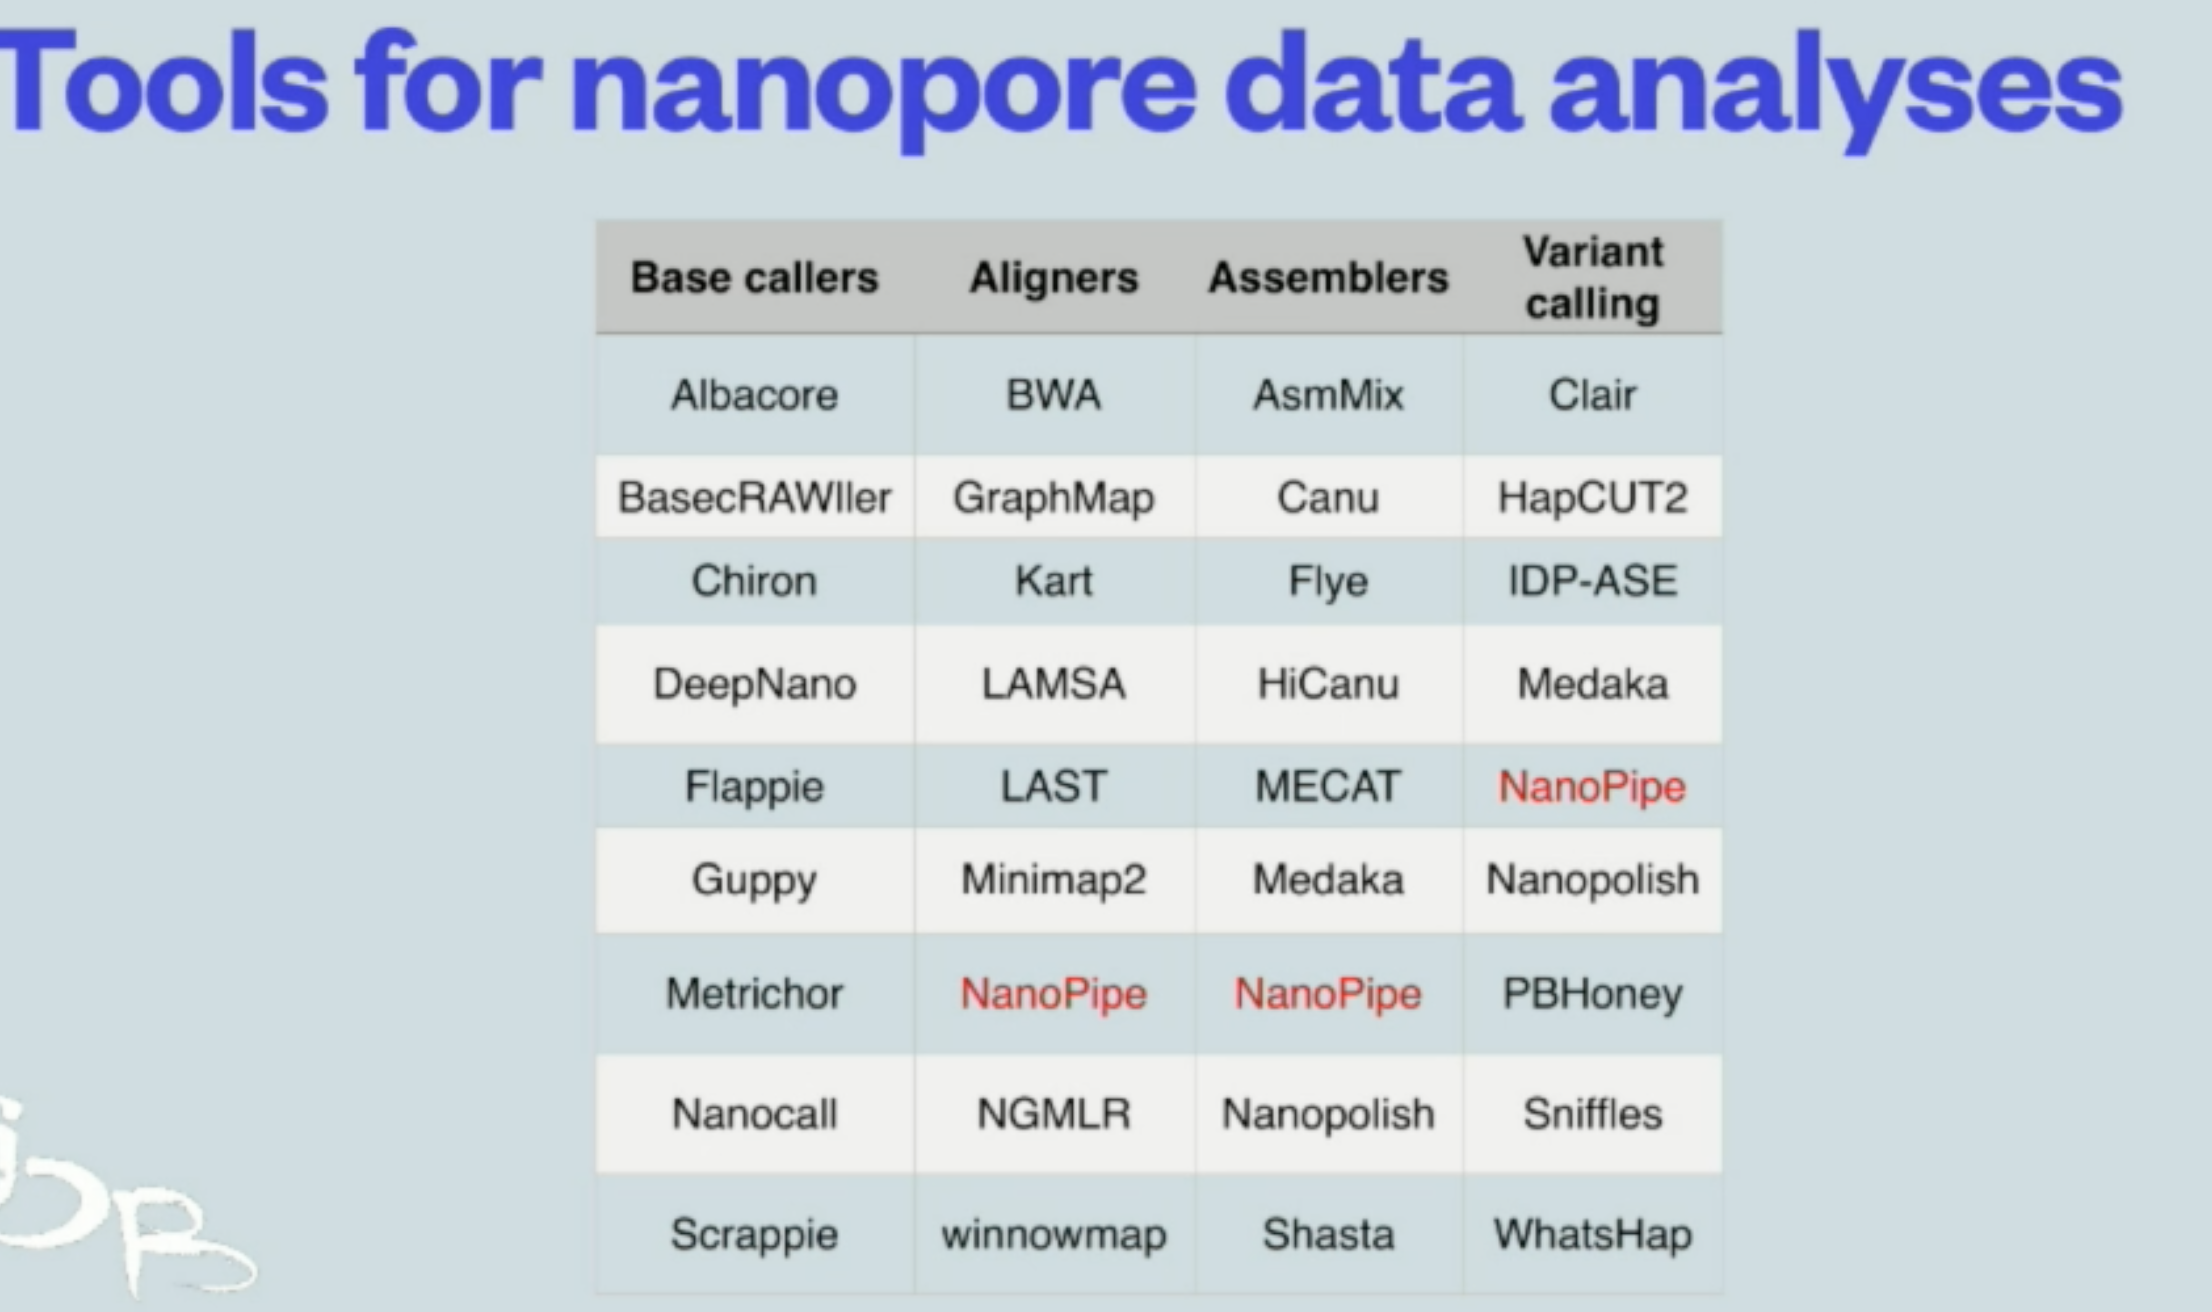 Tools for nanopore data analyses
Base callers Aligners Assemblers Variant calling
Albacore BWA AsmMix Clair
BasecRAWller GraphMap Canu HapCUT2
Chiron Kart Flye IDP-ASE
DeepNano LAMSA HiCanu Medaka
Flappie LAST MECAT NanoPipe
Guppy Minimap2 Medaka Nanopolish
Metrichor NanoPipe NanoPipe PBHoney
Nanocall NGMLR Nanopolish Sniffles
Scrappie winnowmap Shasta WhatsHap